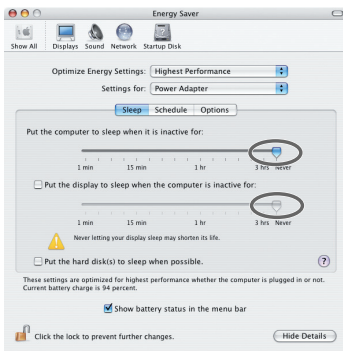 Energy Saver
Show All Displays Sound Network Startup Disk
Optimize Energy Settings: Highest Performance
Settings for: Power Adapter
Sleep Schedule Options
Put the computer to sleep when it is inactive for:
1 min 15 min 1 hr 3 hrs Never
Put the display to sleep when the computer is inactive for:
1 min 15 min 1 hr 3 hrs Never
Never letting your display sleep may shorten its life.
Put the hard disk(s) to sleep when possible.
?
These settings are optimized for highest performance whether the computer is plugged in or not.
Current battery charge is 94 percent.
Show battery status in the menu bar
Click the lock to prevent further changes. Hide Details